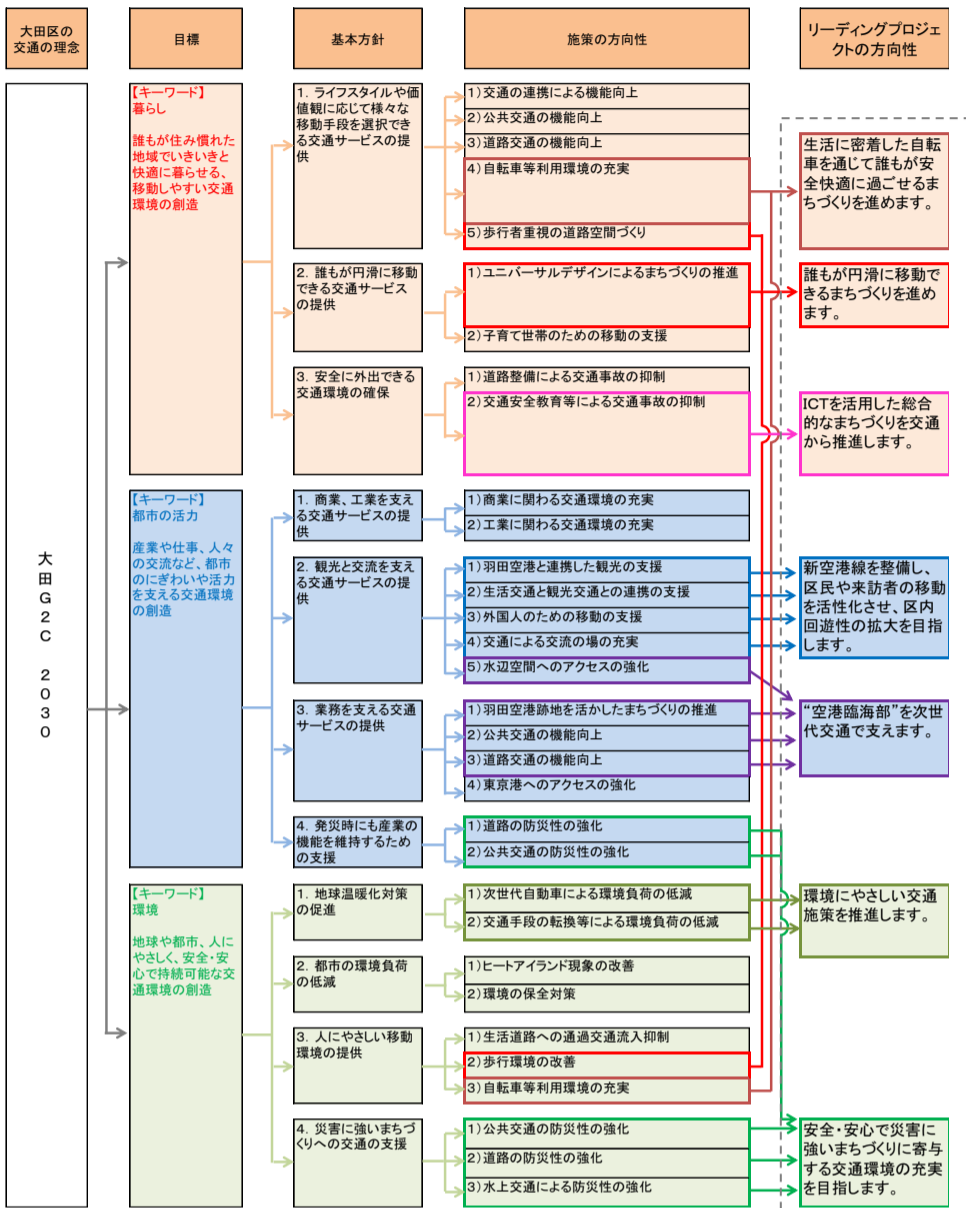 大田区の
交通の理念
目標
基本方針
施策の方向性
リーディングプロジェ
クトの方向性
大田G2C 2030
【キーワード】
暮らし
誰もが住み慣れた
地域でいきいきと
快適に暮らせる、
移動しやすい交通
環境の創造
1. ライフスタイルや価
値観に応じて様々な
移動手段を選択でき
る交通サービスの提
供
1)交通の連携による機能向上
2)公共交通の機能向上
3)道路交通の機能向上
4)自転車等利用環境の充実
5)歩行者重視の道路空間づくり
生活に密着した自転
車を通じて誰もが安
全快適に過ごせるま
ちづくりを進めます。
2. 誰もが円滑に移動
できる交通サービス
の提供
1)ユニバーサルデザインによるまちづくりの推進
2)子育て世帯のための移動の支援
誰もが円滑に移動で
きるまちづくりを進め
ます。
3. 安全に外出できる
交通環境の確保
1)道路整備による交通事故の抑制
2)交通安全教育等による交通事故の抑制
ICTを活用した総合
的なまちづくりを交通
から推進します。
【キーワード】
都市の活力
産業や仕事、人々
の交流など、都市
のにぎわいや活力
を支える交通環境
の創造
1. 商業、工業を支え
る交通サービスの提
供
1)商業に関わる交通環境の充実
2)工業に関わる交通環境の充実
2. 観光と交流を支え
る交通サービスの提
供
1)羽田空港と連携した観光の支援
2)生活交通と観光交通との連携の支援
3)外国人のための移動の支援
4)交通による交流の場の充実
5)水辺空間へのアクセスの強化
新空港線を整備し、
区民や来訪者の移動
を活性化させ、区内
回遊性の拡大を目指
します。
3. 業務を支える交通
サービスの提供
1)羽田空港跡地を活かしたまちづくりの推進
2)公共交通の機能向上
3)道路交通の機能向上
4)東京港へのアクセスの強化
“空港臨海部”を次世
代交通で支えます。
4. 発災時にも産業の
機能を維持するため
の支援
1)道路の防災性の強化
2)公共交通の防災性の強化
【キーワード】
環境
地球や都市、人に
やさしく、安全・安
心で持続可能な交
通環境の創造
1. 地球温暖化対策
の促進
1)次世代自動車による環境負荷の低減
2)交通手段の転換等による環境負荷の低減
環境にやさしい交通
施策を推進します。
2. 都市の環境負荷
の低減
1)ヒートアイランド現象の改善
2)環境の保全対策
3. 人にやさしい移動
環境の提供
1)生活道路への通過交通流入抑制
2)歩行環境の改善
3)自転車等利用環境の充実
4. 災害に強いまちづ
くりへの交通の支援
1)公共交通の防災性の強化
2)道路の防災性の強化
3)水上交通による防災性の強化
安全・安心で災害に
強いまちづくりに寄与
する交通環境の充実
を目指します。